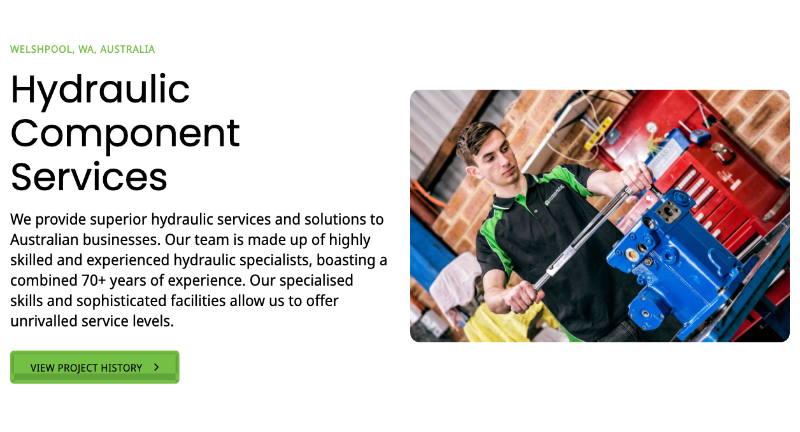 WELSHPOOL, WA, AUSTRALIA
Hydraulic
Component
Services
We provide superior hydraulic services and solutions to
Australian businesses. Our team is made up of highly
skilled and experienced hydraulic specialists, boasting a
combined 70+ years of experience. Our specialised
skills and sophisticated facilities allow us to offer
unrivalled service levels.
VIEW PROJECT HISTORY